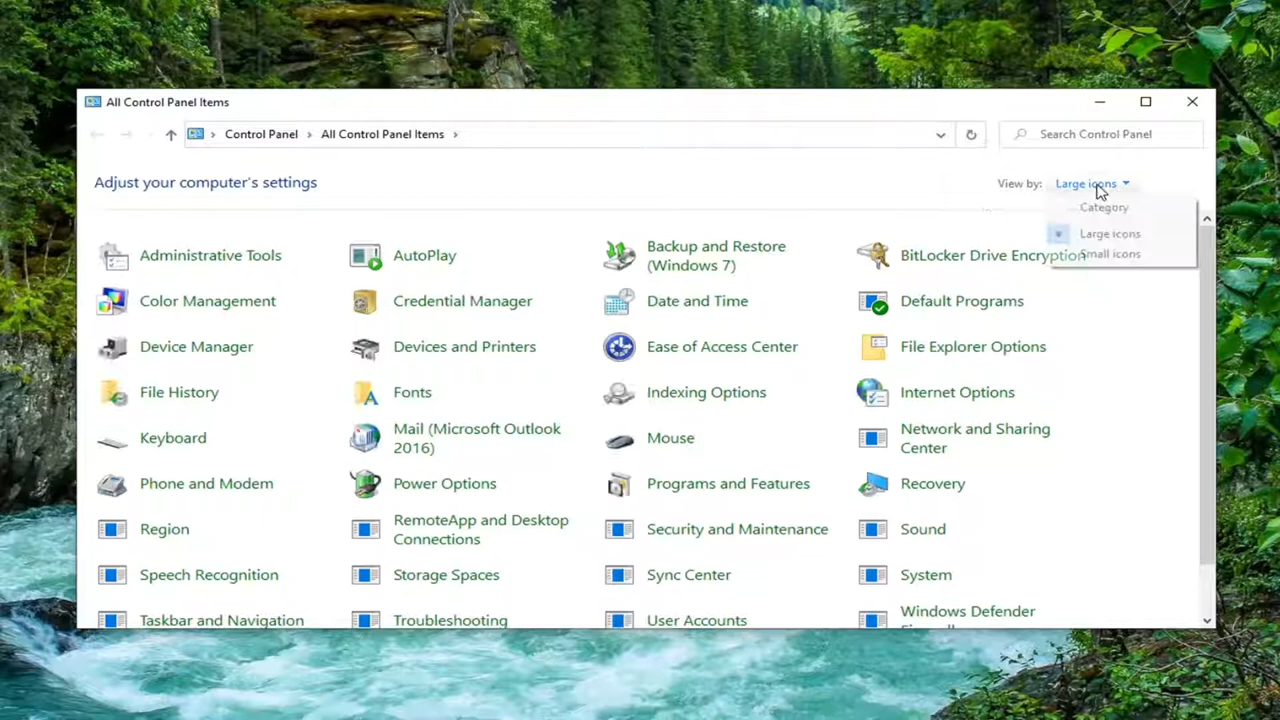 All Control Panel Items
Control Panel > All Control Panel Items >
Search Control Panel
Adjust your computer's settings
View by: Large icons
Category
Large icons
Small icons
Administrative Tools
AutoPlay
Backup and Restore
(Windows 7)
BitLocker Drive Encryption
Color Management
Credential Manager
Date and Time
Default Programs
Device Manager
Devices and Printers
Ease of Access Center
File Explorer Options
File History
Fonts
Indexing Options
Internet Options
Keyboard
Mail (Microsoft Outlook
2016)
Mouse
Network and Sharing
Center
Phone and Modem
Power Options
Programs and Features
Recovery
Region
RemoteApp and Desktop
Connections
Security and Maintenance
Sound
Speech Recognition
Storage Spaces
Sync Center
System
Taskbar and Navigation
Troubleshooting
User Accounts
Windows Defender